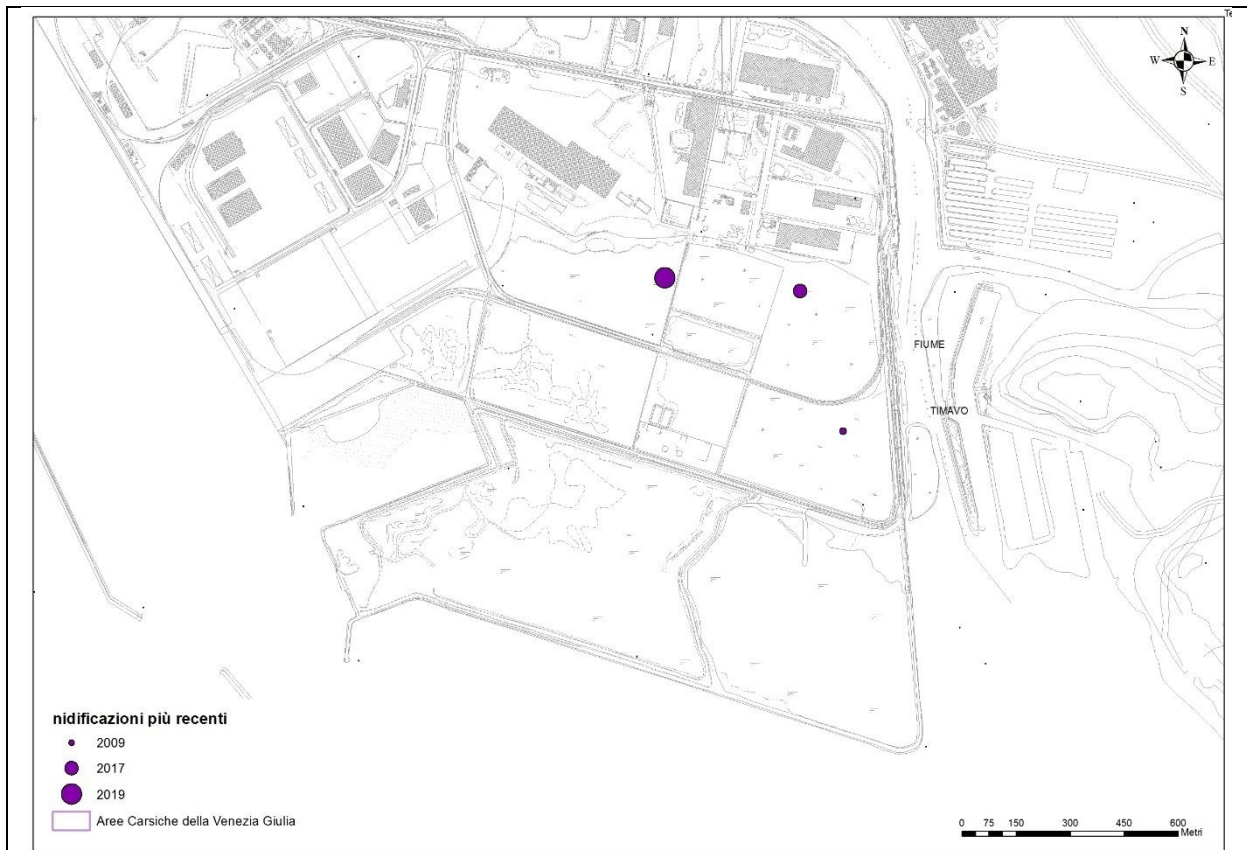 N
W E
S
FIUME
TIMAVO
nidificazioni più recenti
2009
2017
2019
Aree Carsiche della Venezia Giulia
0 75 150 300 450 600
Metri